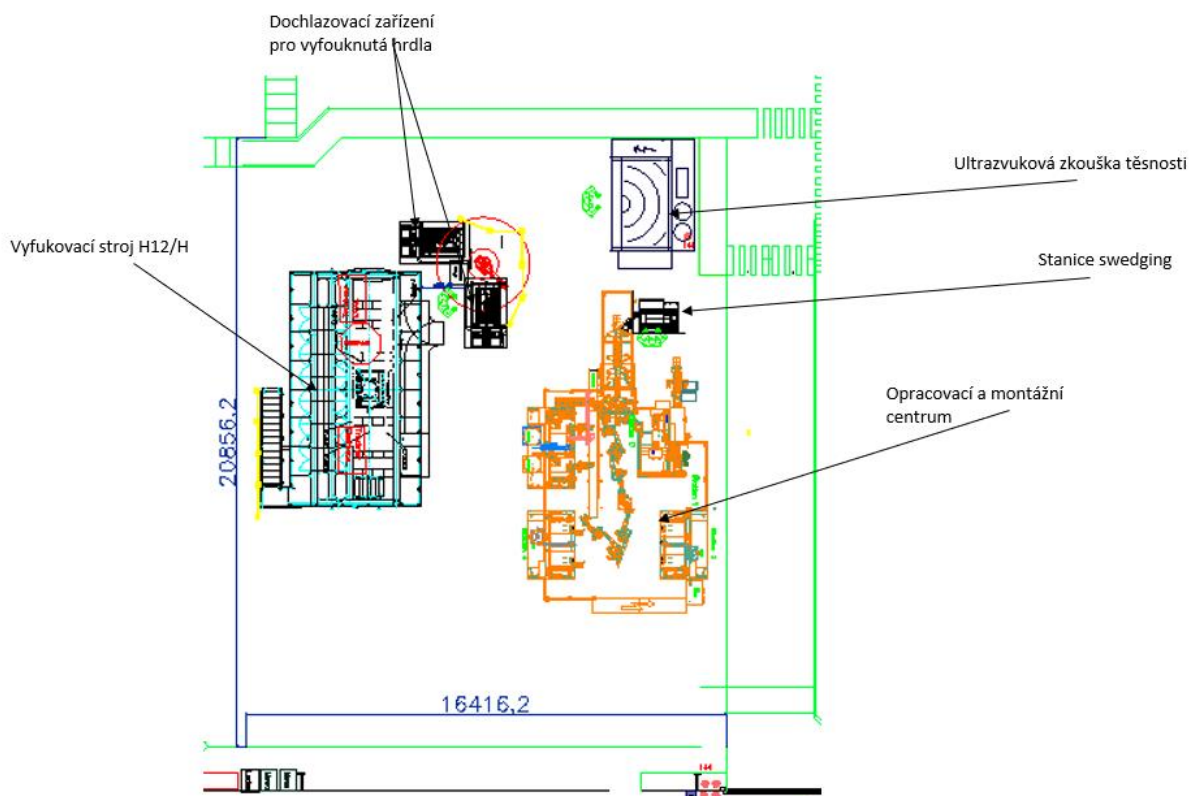 Dochlazovací zařízení
pro vyfouknutá hrdla
Ultrazvuková zkouška těsnosti
Vyfukovací stroj H12/H
Stanice swedging
Opracovací a montážní
centrum
20856,2
16416,2